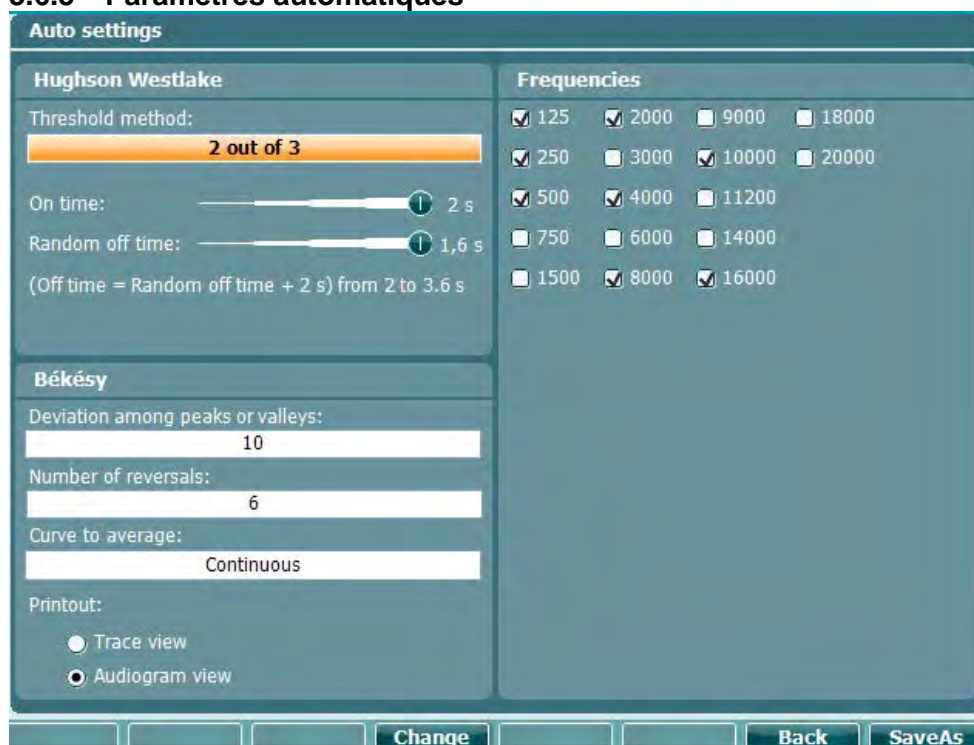 Paramètres automatiques
Auto settings
Hughson Westlake
Threshold method:
2 out of 3
On time: 2 s
Random off time: 1,6 s
(Off time = Random off time + 2 s) from 2 to 3.6 s
Békésy
Deviation among peaks or valleys:
10
Number of reversals:
6
Curve to average:
Continuous
Printout:
Trace view
Audiogram view
Frequencies
125 2000 9000 18000
250 3000 10000 20000
500 4000 11200
750 6000 14000
1500 8000 16000
Change Back SaveAs